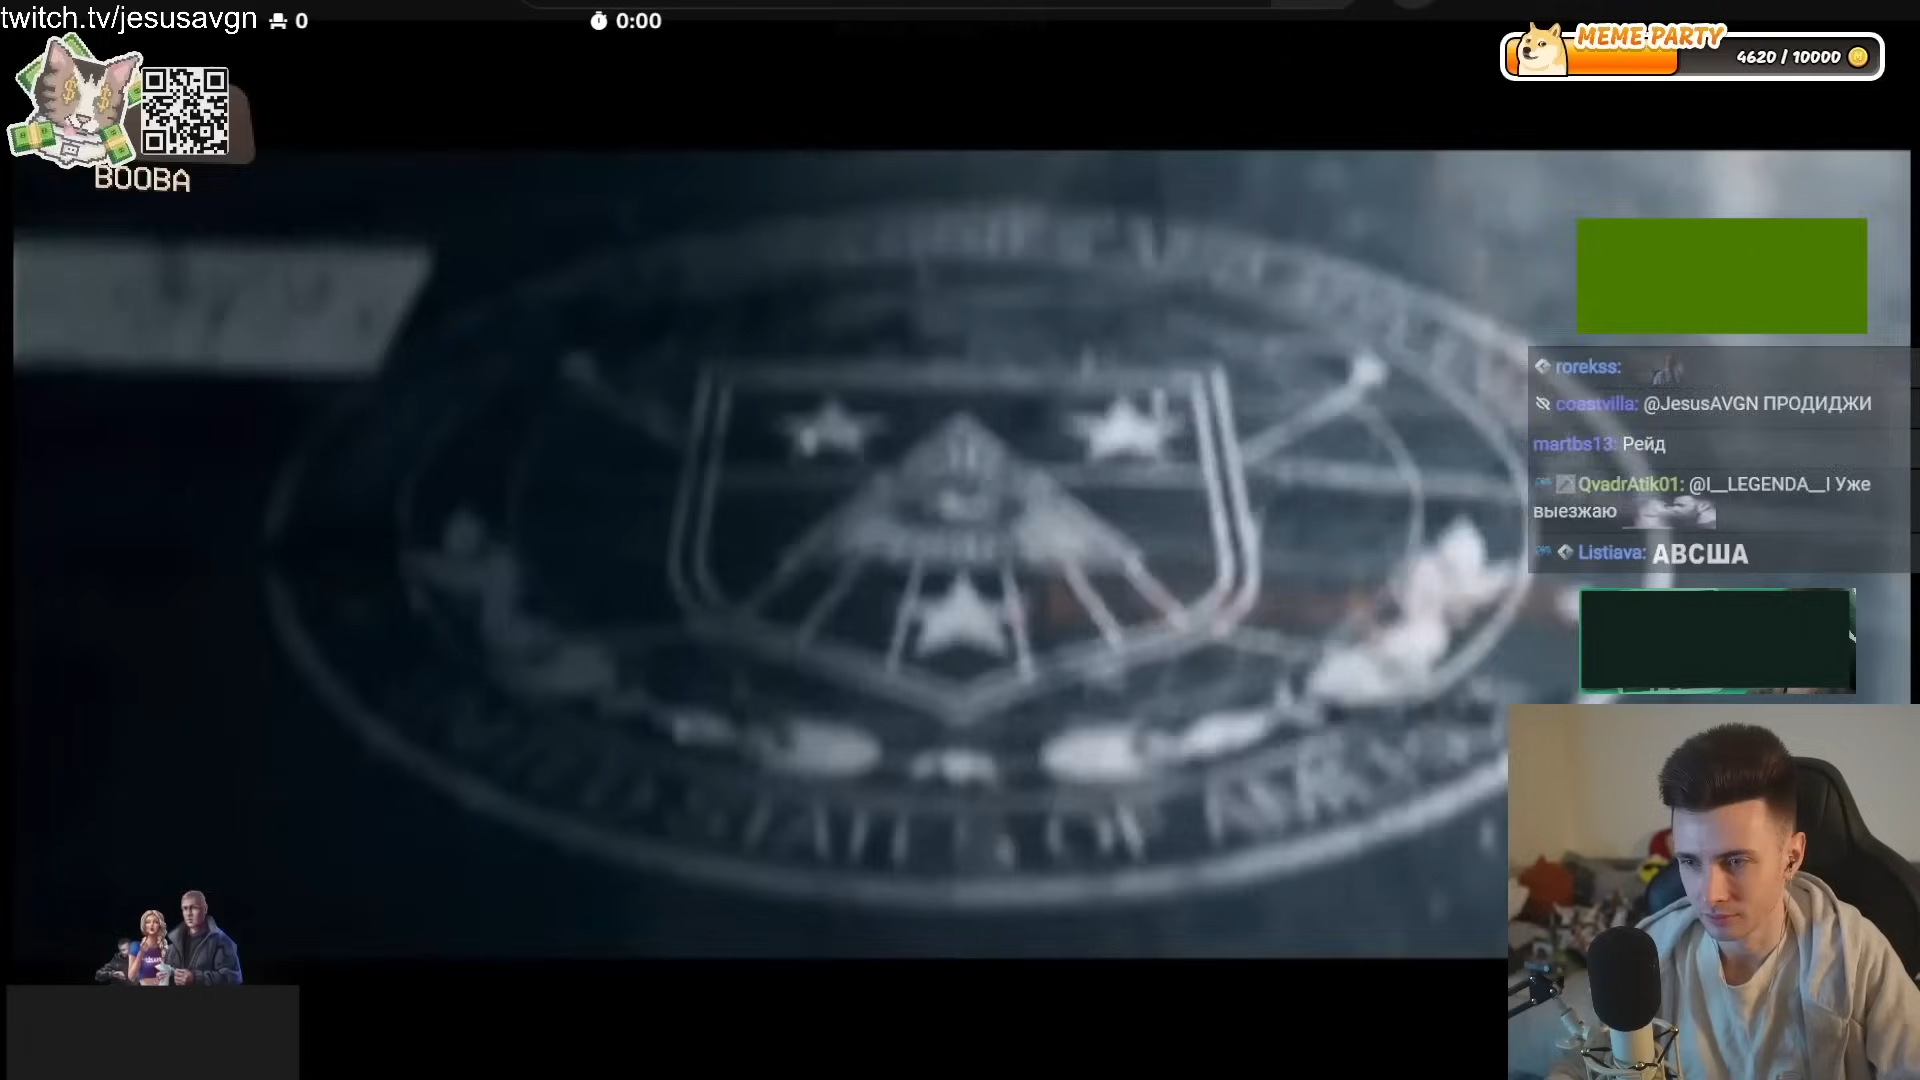 twitch.tv/jesusavgn 0
0:00
MEME PARTY
4620 / 10000
BOOBA
rorekss:
coastvilla: @JesusAVGN ПРОДИДЖИ
martbs13: Рейд
QvadrAtik01: @I__LEGENDA__I Уже
выезжаю
Listiava: АВСША